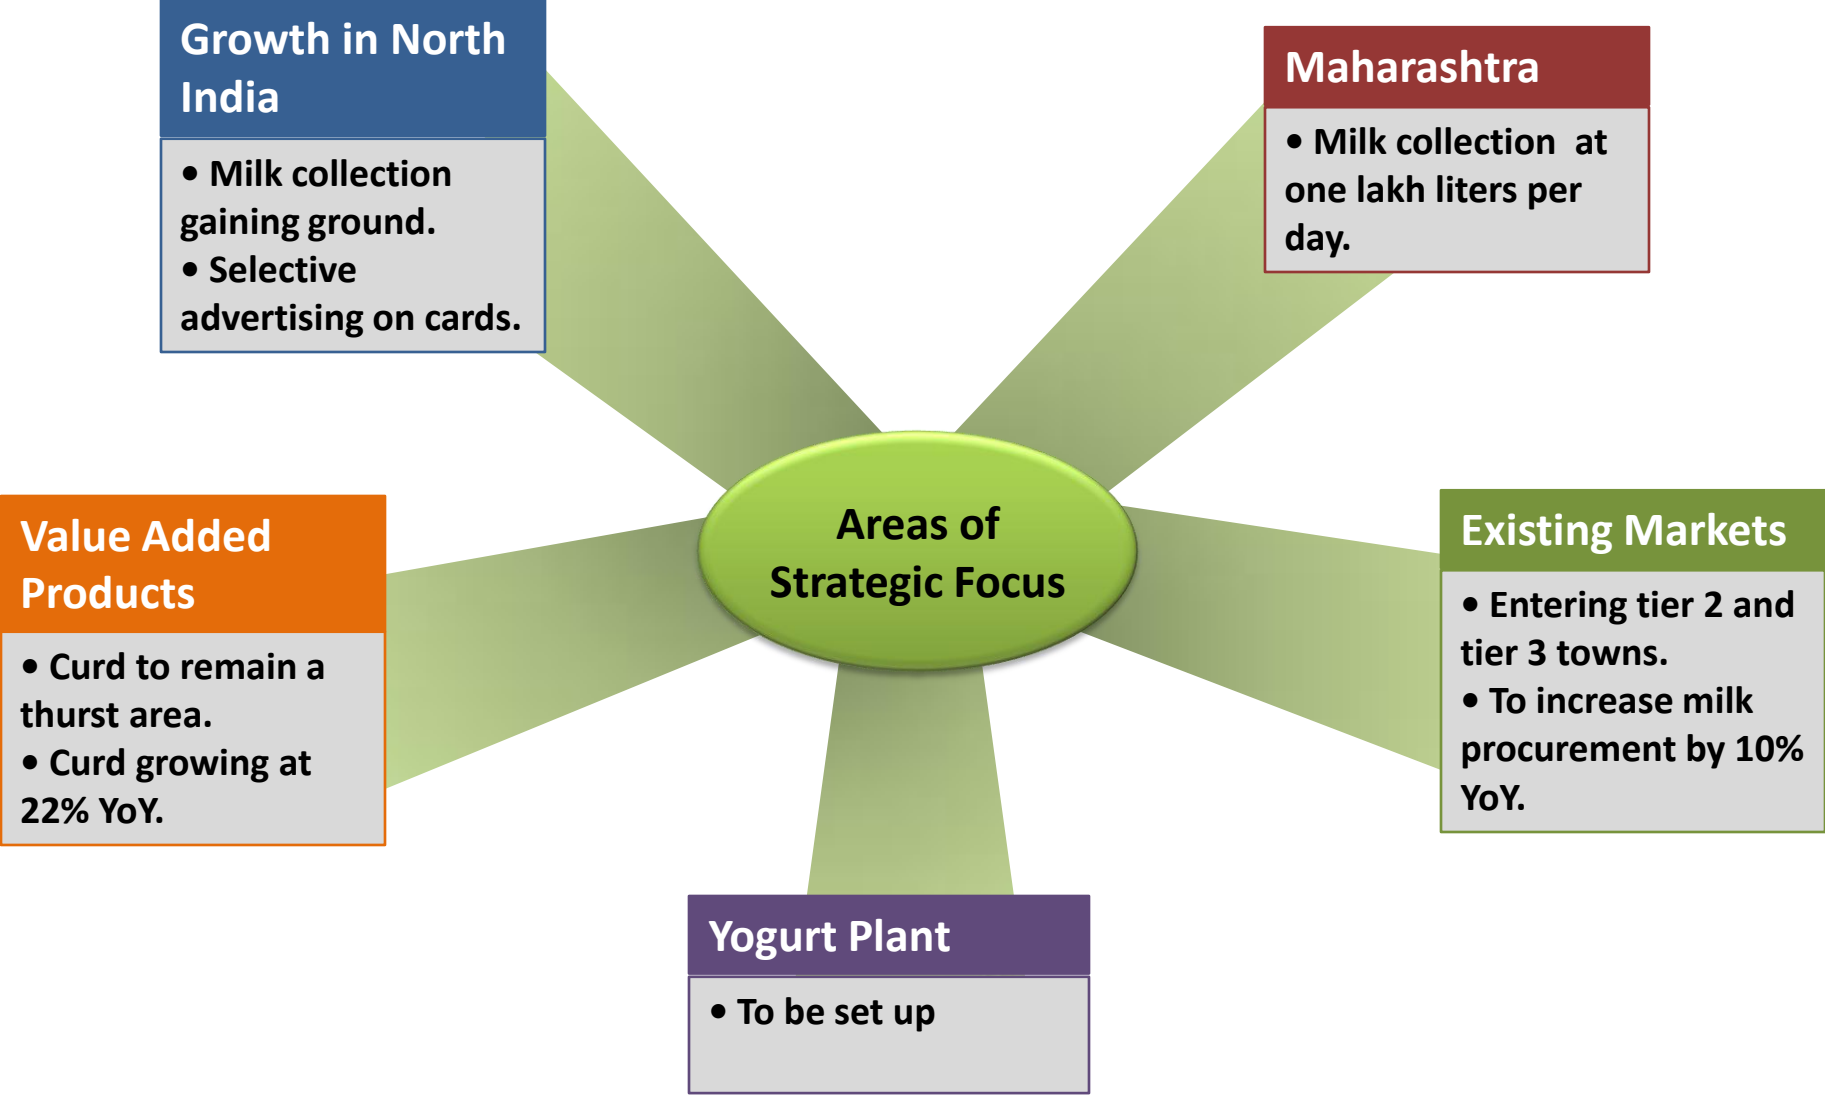 Growth in North
India
• Milk collection
gaining ground.
• Selective
advertising on cards.
Maharashtra
• Milk collection at
one lakh liters per
day.
Areas of
Strategic Focus
Value Added
Products
• Curd to remain a
thurst area.
• Curd growing at
22% YoY.
Existing Markets
• Entering tier 2 and
tier 3 towns.
• To increase milk
procurement by 10%
YoY.
Yogurt Plant
• To be set up